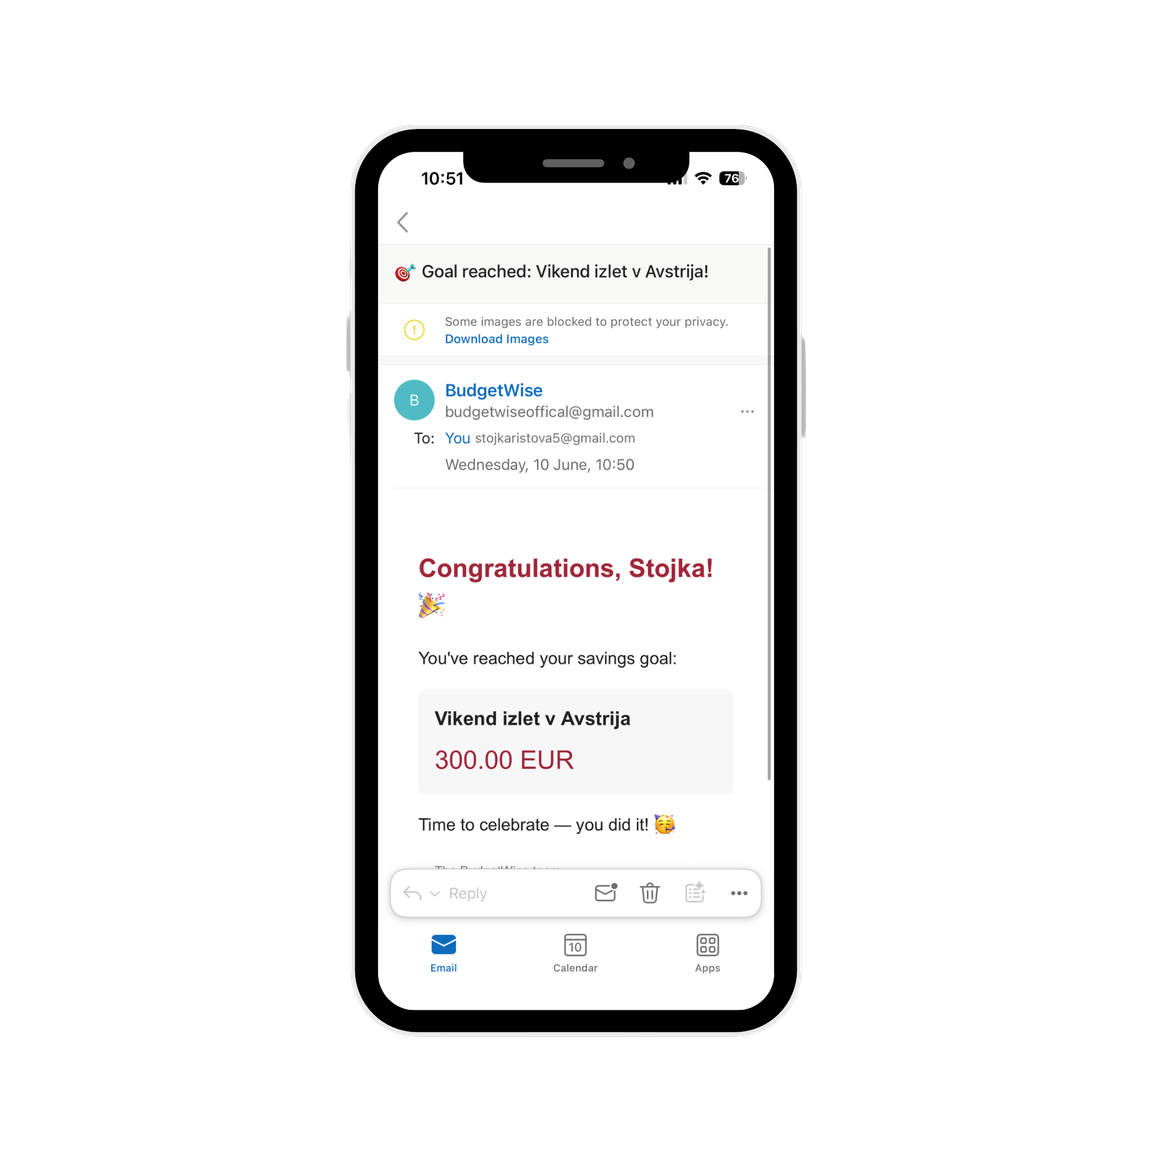 10:51
76
Goal reached: Vikend izlet v Avstrija!
Some images are blocked to protect your privacy.
Download Images
B
BudgetWise
budgetwiseoffical@gmail.com
To: You stojkaristova5@gmail.com
Wednesday, 10 June, 10:50
Congratulations, Stojka!
You've reached your savings goal:
Vikend izlet v Avstrija
300.00 EUR
Time to celebrate — you did it!
The BudgetWise team
Reply
10
Email
Calendar
Apps